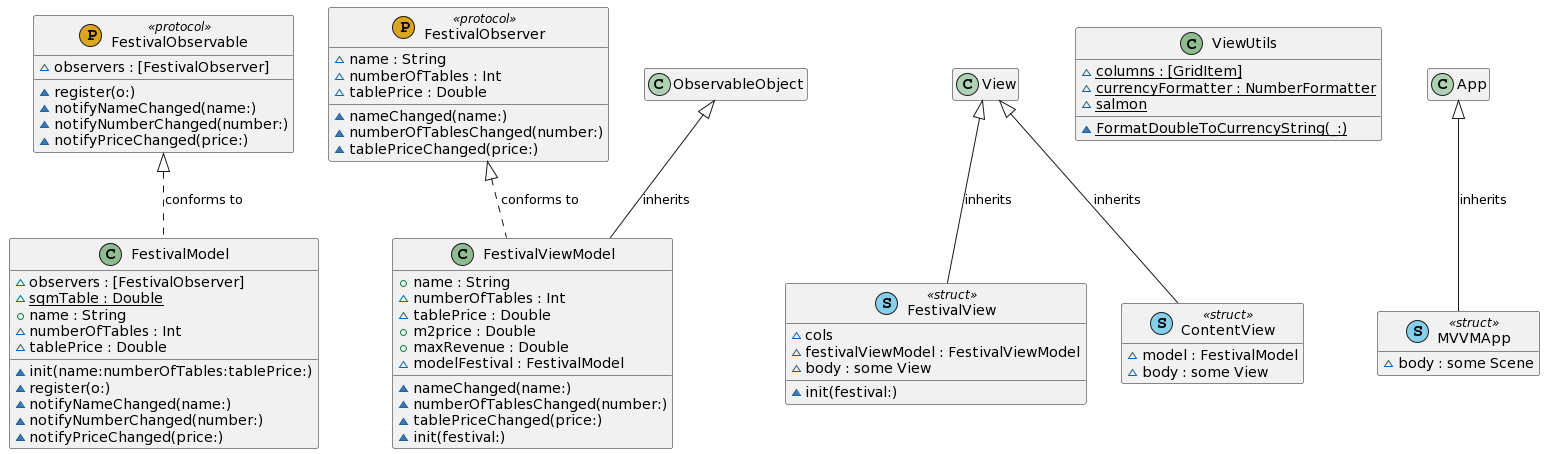 P
«protocol»
FestivalObservable
observers : [FestivalObserver]
register(o:)
notifyNameChanged(name:)
notifyNumberChanged(number:)
notifyPriceChanged(price:)
P
«protocol»
FestivalObserver
name : String
numberOfTables : Int
tablePrice : Double
nameChanged(name:)
numberOfTablesChanged(number:)
tablePriceChanged(price:)
C ObservableObject
C View
C ViewUtils
columns : [GridItem]
currencyFormatter : NumberFormatter
salmon
FormatDoubleToCurrencyString(_:)
C App
conforms to
conforms to
inherits
inherits
inherits
inherits
C FestivalModel
observers : [FestivalObserver]
sqmTable : Double
name : String
numberOfTables : Int
tablePrice : Double
init(name:numberOfTables:tablePrice:)
register(o:)
notifyNameChanged(name:)
notifyNumberChanged(number:)
notifyPriceChanged(price:)
C FestivalViewModel
name : String
numberOfTables : Int
tablePrice : Double
m2price : Double
maxRevenue : Double
modelFestival : FestivalModel
nameChanged(name:)
numberOfTablesChanged(number:)
tablePriceChanged(price:)
init(festival:)
S
«struct»
FestivalView
cols
festivalViewModel : FestivalViewModel
body : some View
init(festival:)
S
«struct»
ContentView
model : FestivalModel
body : some View
S
«struct»
MVVMApp
body : some Scene